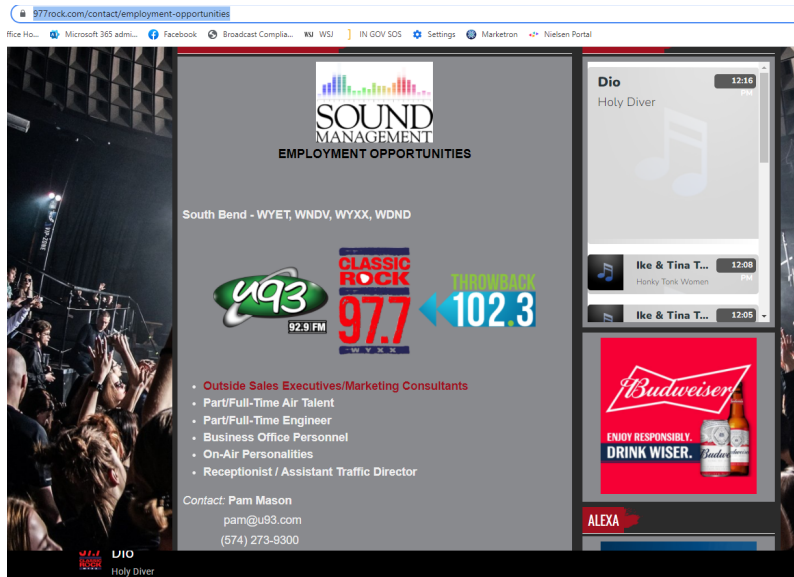 977rock.com/contact/employment-opportunities
ffice Ho... Microsoft 365 admi... Facebook Broadcast Complia... WSJ WSJ IN GOV SOS Settings Marketron Nielsen Portal
SOUND
MANAGEMENT
EMPLOYMENT OPPORTUNITIES
South Bend - WYET, WNDV, WYXX, WDND
u93
92.9 FM
CLASSIC
ROCK
97.7
WYXX
THROWBACK
102.3
• Outside Sales Executives/Marketing Consultants
• Part/Full-Time Air Talent
• Part/Full-Time Engineer
• Business Office Personnel
• On-Air Personalities
• Receptionist / Assistant Traffic Director
Contact: Pam Mason
pam@u93.com
(574) 273-9300
Dio 12:16
PM
Holy Diver
Ike & Tina T... 12:08
PM
Honky Tonk Women
Ike & Tina T... 12:05
Budweiser
ENJOY RESPONSIBLY.
DRINK WISER.
ALEXA
97.7
CLASSIC
ROCK
Dio
Holy Diver